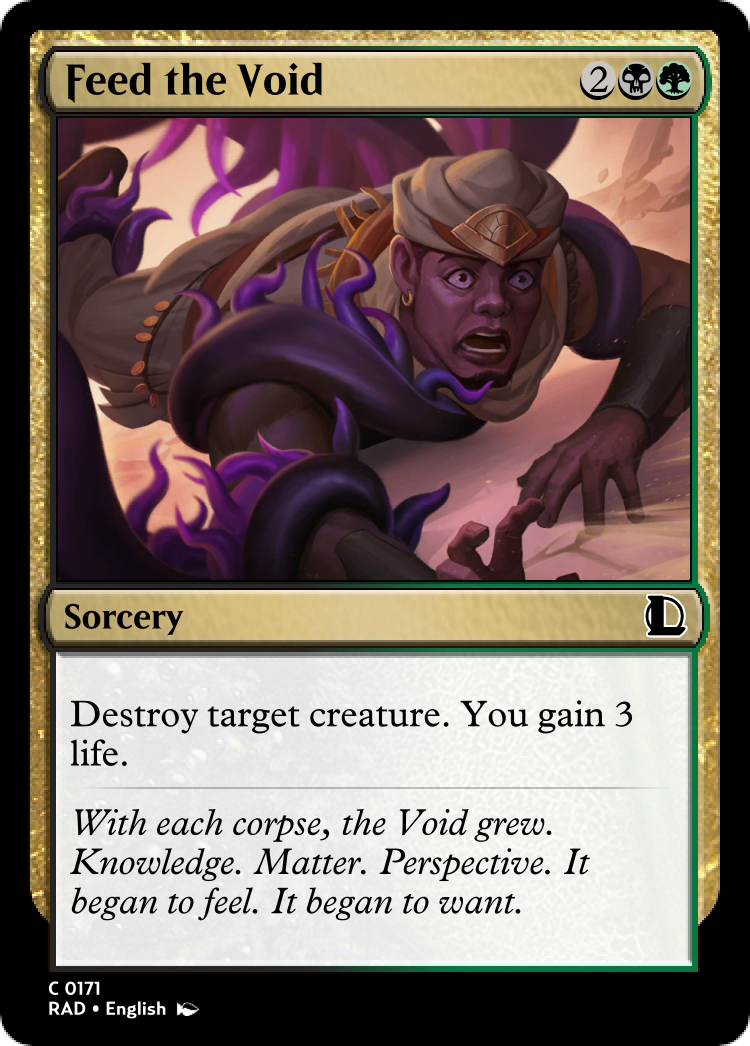 Feed the Void 2
Sorcery
Destroy target creature. You gain 3
life.
With each corpse, the Void grew.
Knowledge. Matter. Perspective. It
began to feel. It began to want.
C 0171
RAD • English